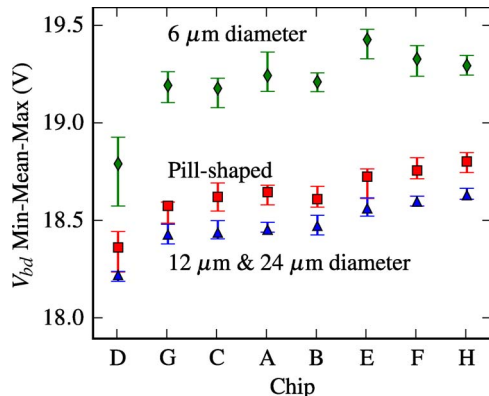 19.5
6 μm diameter
19.0
Pill-shaped
18.5
12 μm & 24 μm diameter
18.0
V_bd Min-Mean-Max (V)
D G C A B E F H
Chip